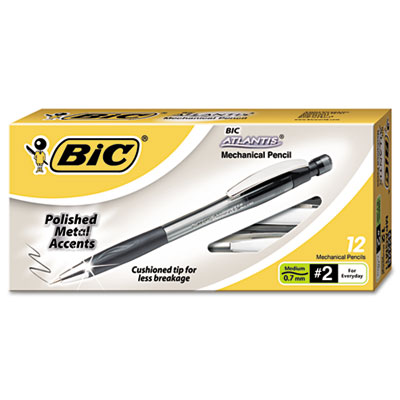 BIC®
BIC
ATLANTIS®
Mechanical Pencil
Polished
Metal
Accents
Cushioned tip for
less breakage
12
Mechanical Pencils
Medium
0.7 mm
#2
For
Everyday
BIC